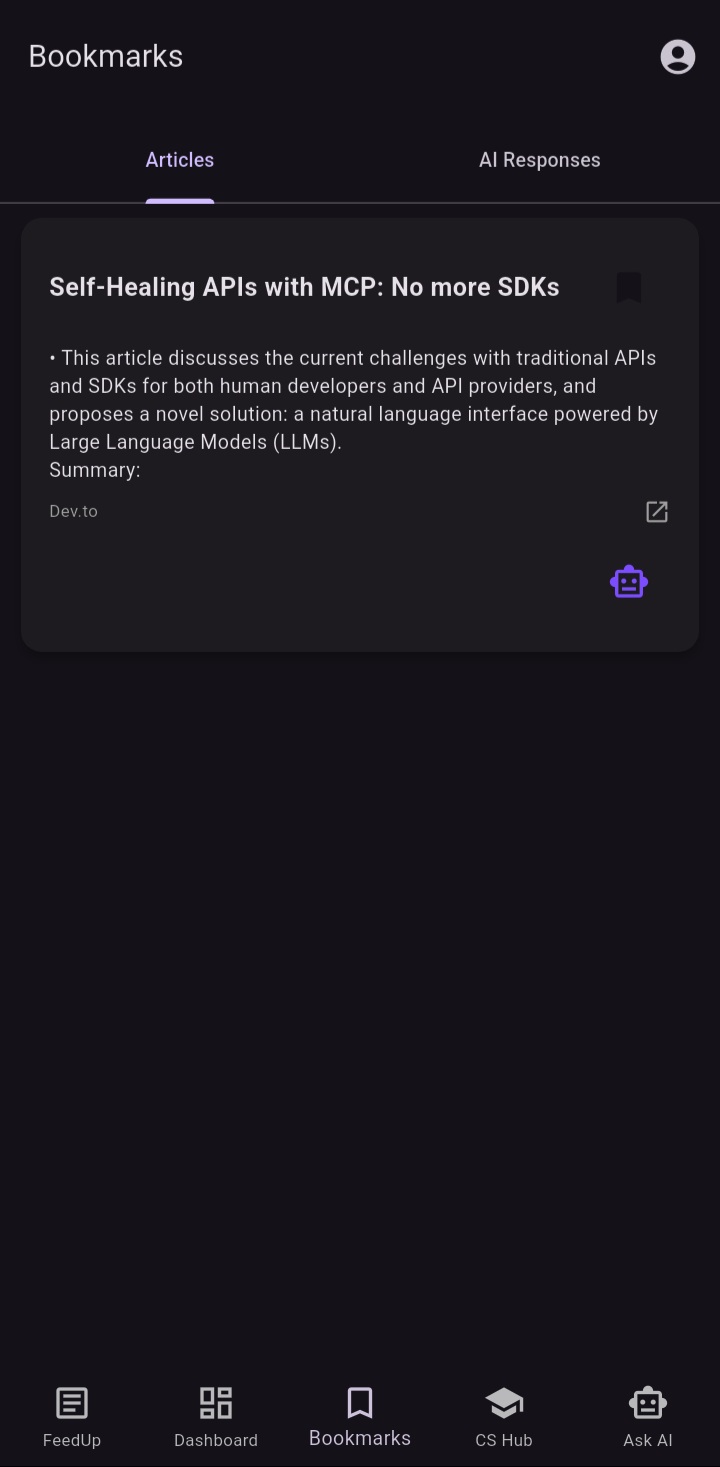 Bookmarks
Articles
AI Responses
Self-Healing APIs with MCP: No more SDKs
• This article discusses the current challenges with traditional APIs
and SDKs for both human developers and API providers, and
proposes a novel solution: a natural language interface powered by
Large Language Models (LLMs).
Summary:
Dev.to
FeedUp
Dashboard
Bookmarks
CS Hub
Ask AI